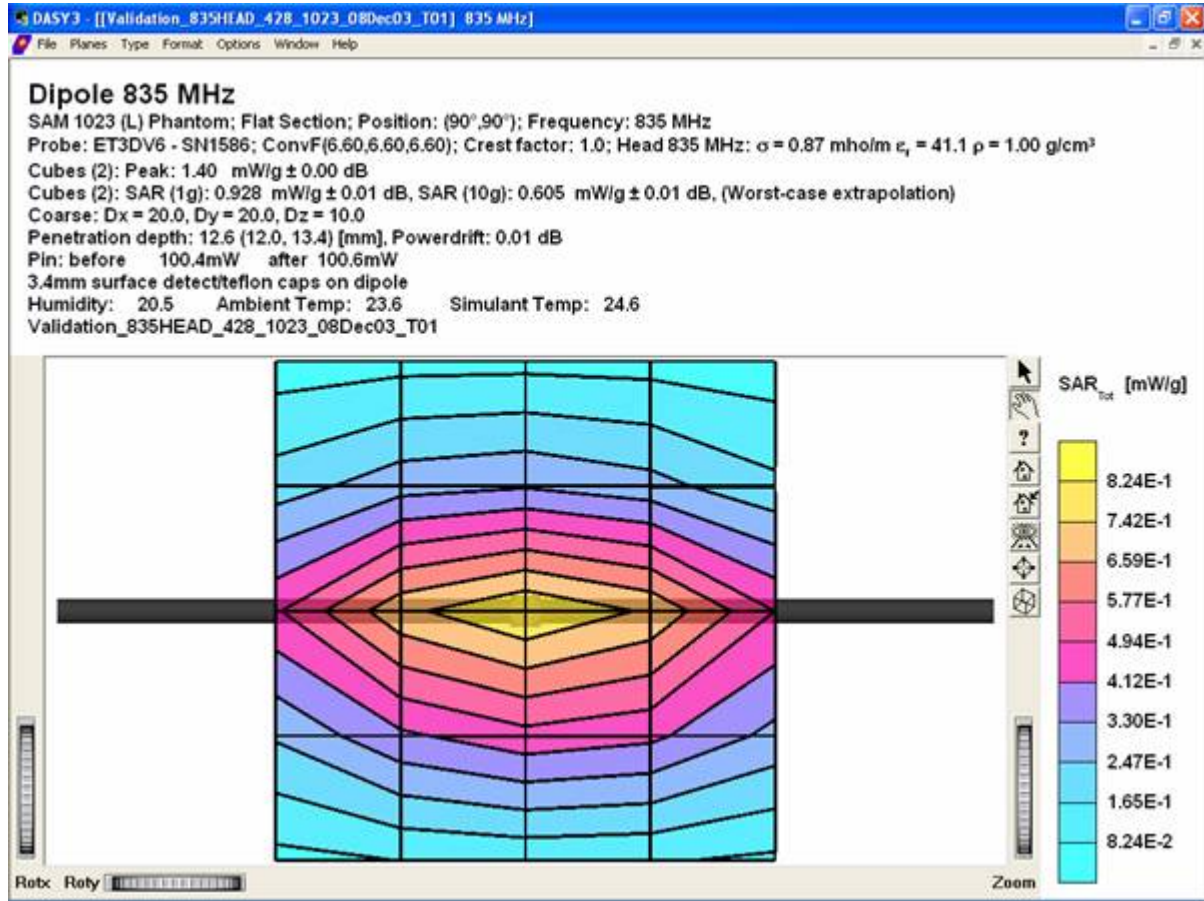 DASY3 - [[Validation_835HEAD_428_1023_08Dec03_T01] 835 MHz]
File Planes Type Format Options Window Help
Dipole 835 MHz
SAM 1023 (L) Phantom; Flat Section; Position: (90°,90°); Frequency: 835 MHz
Probe: ET3DV6 - SN1586; ConvF(6.60,6.60,6.60); Crest factor: 1.0; Head 835 MHz: σ = 0.87 mho/m εr = 41.1 ρ = 1.00 g/cm³
Cubes (2): Peak: 1.40 mW/g ± 0.00 dB
Cubes (2): SAR (1g): 0.928 mW/g ± 0.01 dB, SAR (10g): 0.605 mW/g ± 0.01 dB, (Worst-case extrapolation)
Coarse: Dx = 20.0, Dy = 20.0, Dz = 10.0
Penetration depth: 12.6 (12.0, 13.4) [mm], Powerdrift: 0.01 dB
Pin: before 100.4mW after 100.6mW
3.4mm surface detect/teflon caps on dipole
Humidity: 20.5 Ambient Temp: 23.6 Simulant Temp: 24.6
Validation_835HEAD_428_1023_08Dec03_T01
SARTot [mW/g]
?
8.24E-1
7.42E-1
6.59E-1
5.77E-1
4.94E-1
4.12E-1
3.30E-1
2.47E-1
1.65E-1
8.24E-2
Rotx Roty Zoom